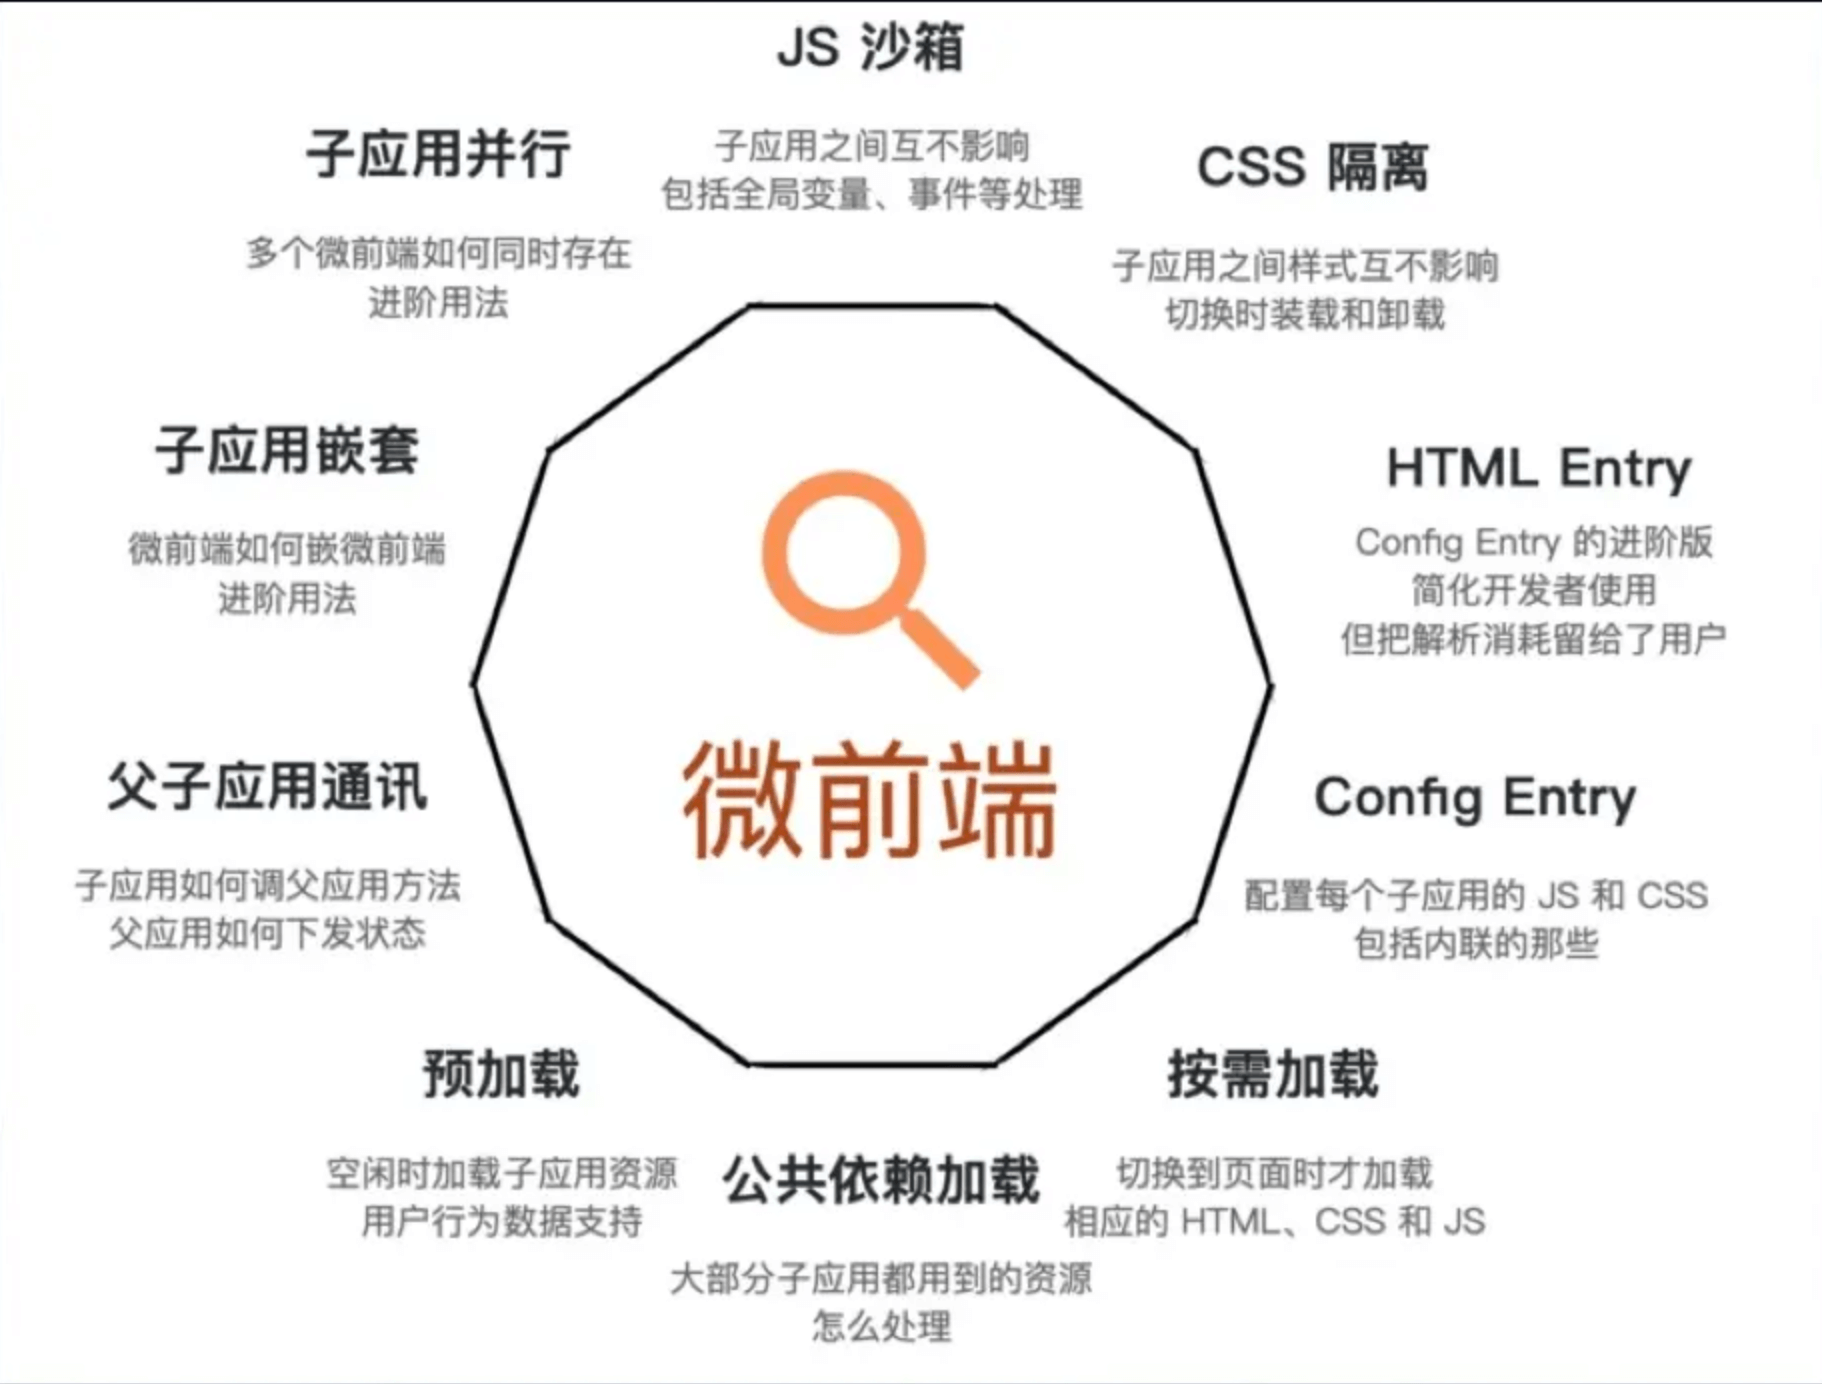 JS 沙箱
子应用之间互不影响
包括全局变量、事件等处理
CSS 隔离
子应用之间样式互不影响
切换时装载和卸载
HTML Entry
Config Entry 的进阶版
简化开发者使用
但把解析消耗留给了用户
Config Entry
配置每个子应用的 JS 和 CSS
包括内联的那些
按需加载
切换到页面时才加载
相应的 HTML、CSS 和 JS
公共依赖加载
大部分子应用都用到的资源
怎么处理
预加载
空闲时加载子应用资源
用户行为数据支持
父子应用通讯
子应用如何调父应用方法
父应用如何下发状态
子应用嵌套
微前端如何嵌微前端
进阶用法
子应用并行
多个微前端如何同时存在
进阶用法
微前端